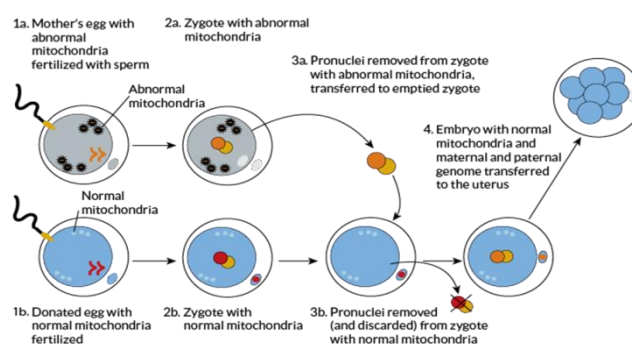 1a. Mother's egg with
abnormal
mitochondria
fertilized with sperm
2a. Zygote with abnormal
mitochondria
3a. Pronuclei removed from zygote
with abnormal mitochondria,
transferred to emptied zygote
Abnormal
mitochondria
4. Embryo with normal
mitochondria and
maternal and paternal
genome transferred
to the uterus
Normal
mitochondria
1b. Donated egg with
normal mitochondria
fertilized
2b. Zygote with
normal mitochondria
3b. Pronuclei removed
(and discarded) from zygote
with normal mitochondria